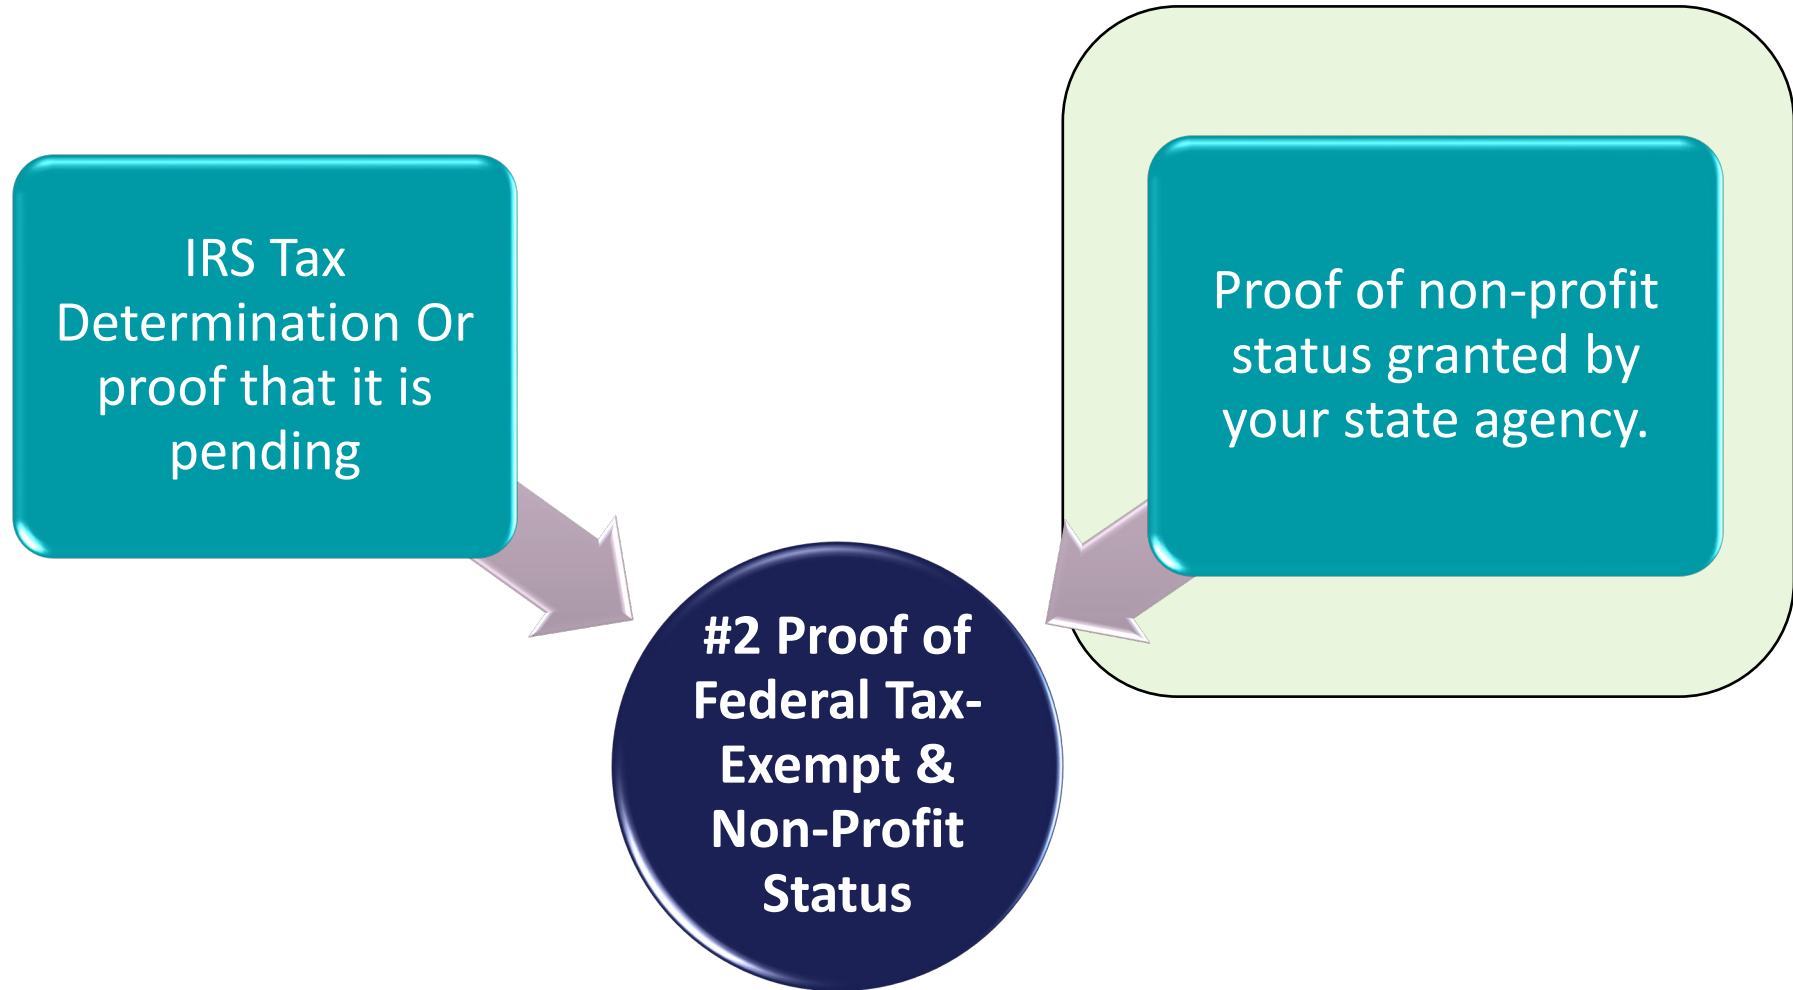 IRS Tax
Determination Or
proof that it is
pending
Proof of non-profit
status granted by
your state agency.
#2 Proof of
Federal Tax-
Exempt &
Non-Profit
Status